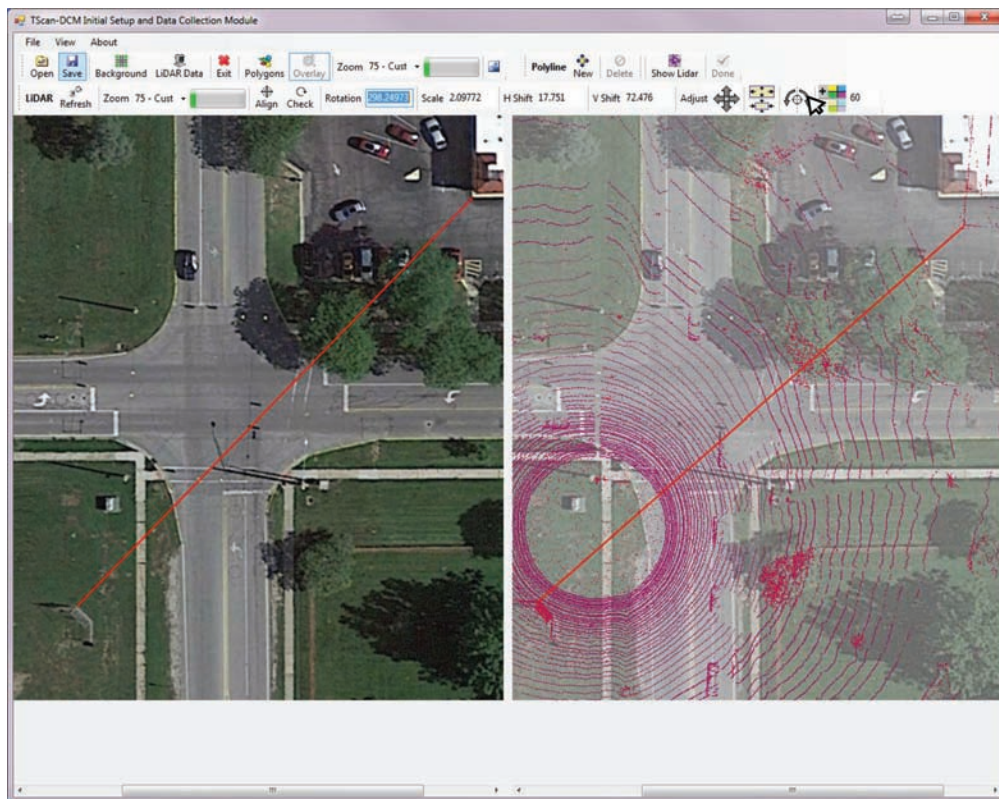 TScan-DCM Initial Setup and Data Collection Module
File View About
Open Save Background LiDAR Data Exit Polygons Overlay Zoom 75 - Cust Polyline New Delete Show Lidar Done
LiDAR Refresh Zoom 75 - Cust Align Check Rotation 298.24973 Scale 2.09772 H Shift 17.751 V Shift 72.476 Adjust 60